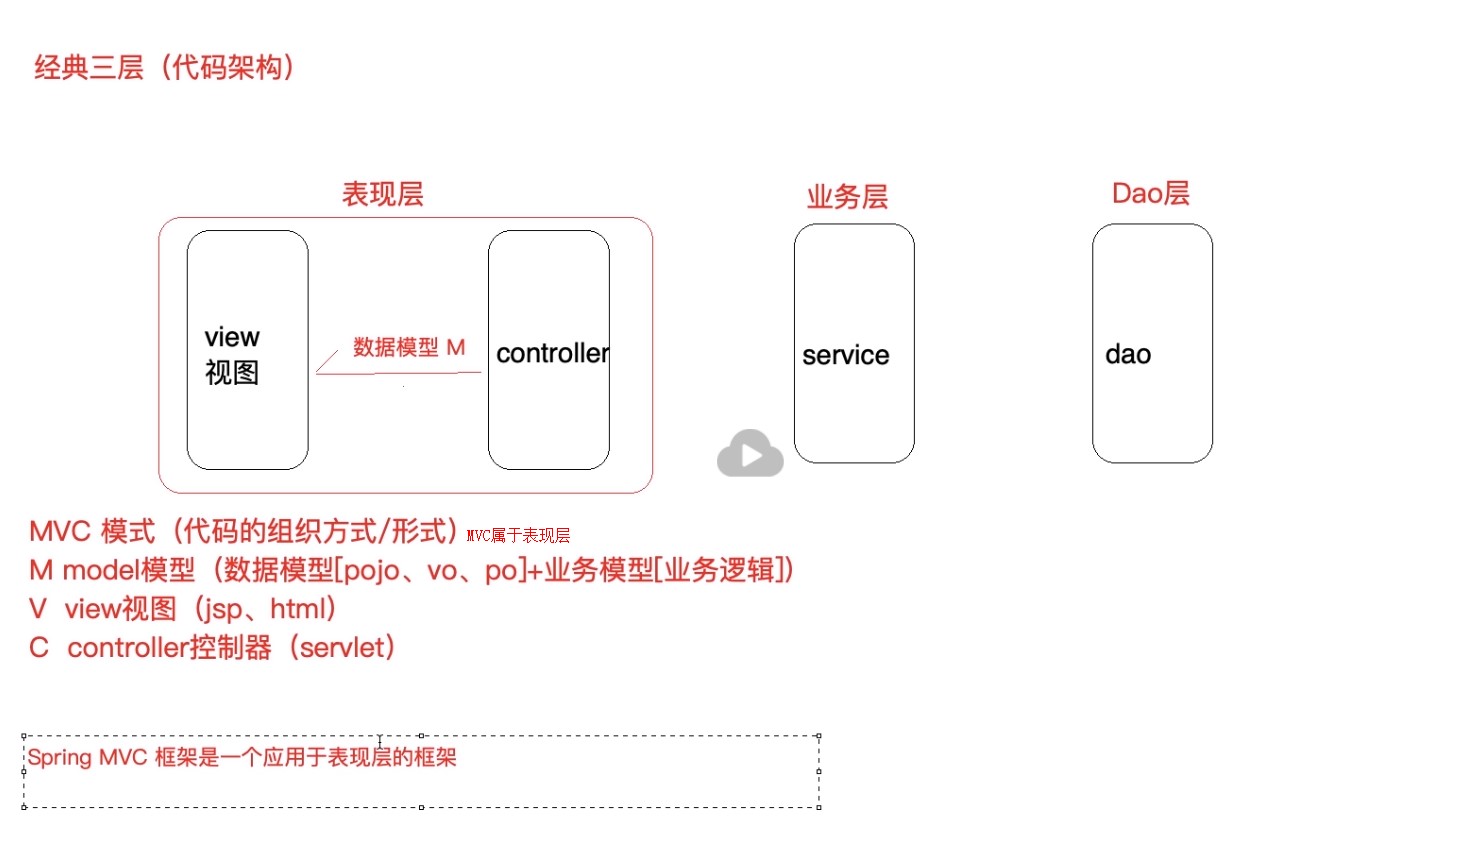 经典三层（代码架构）
表现层
业务层
Dao层
view
视图
数据模型 M
controller
service
dao
MVC 模式（代码的组织方式/形式）MVC属于表现层
M model模型（数据模型[pojo、vo、po]+业务模型[业务逻辑]）
V view视图（jsp、html）
C controller控制器（servlet）
Spring MVC 框架是一个应用于表现层的框架